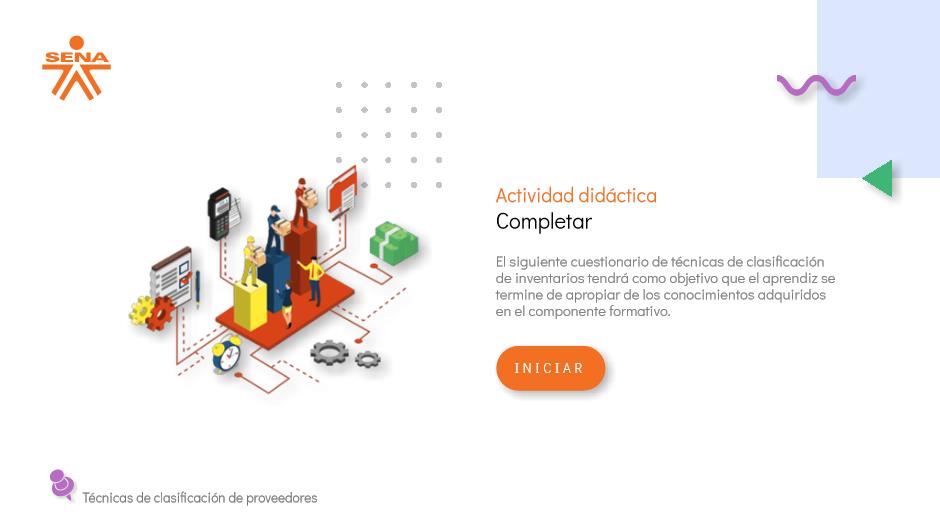 SENA
Actividad didáctica
Completar
El siguiente cuestionario de técnicas de clasificación
de inventarios tendrá como objetivo que el aprendiz se
termine de apropiar de los conocimientos adquiridos
en el componente formativo.
INICIAR
Técnicas de clasificación de proveedores